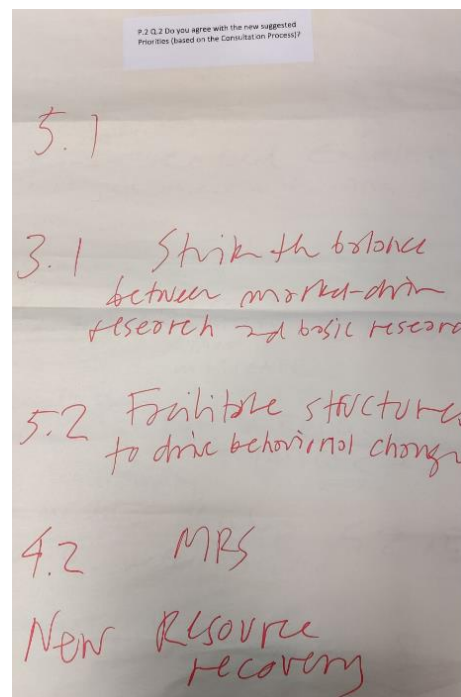 P.2 Q.2 Do you agree with the new suggested
Priorities (based on the Consultation Process)?
5.1
3.1 Strik the balance
between market-driven
research and basic resear
5.2 Facilitate structures
to drive behavioral change
4.2 MRS
New Resource
recovery